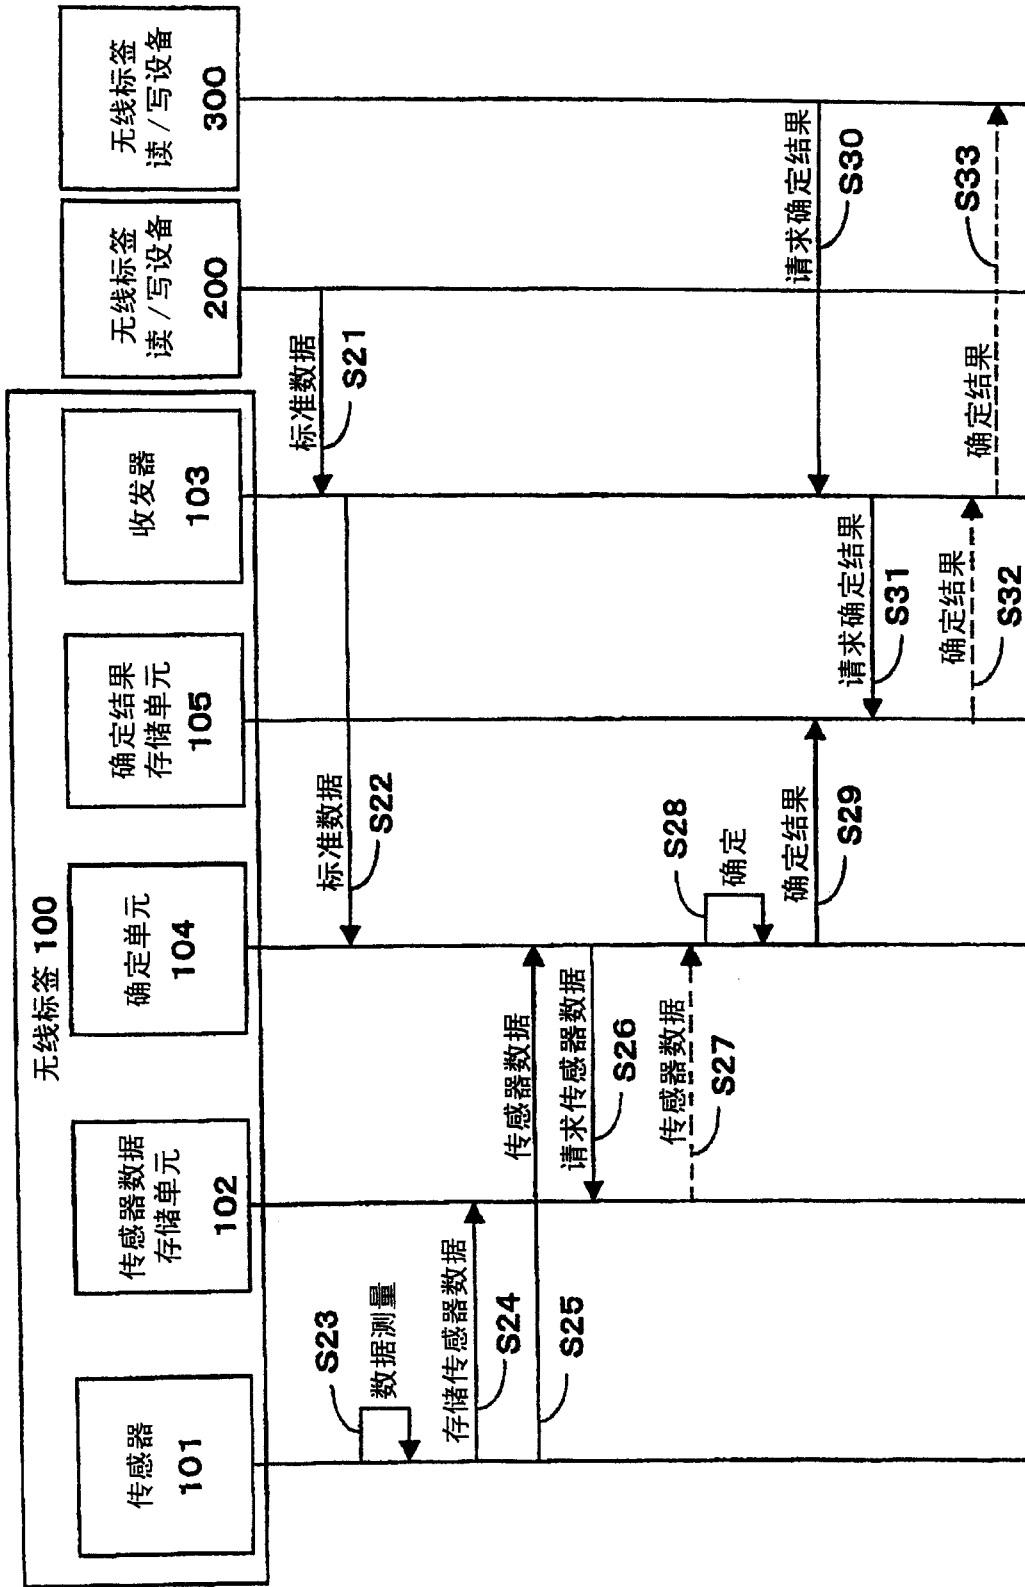 无线标签 100
传感器
101
传感器数据
存储单元
102
确定单元
104
确定结果
存储单元
105
收发器
103
无线标签
读/写设备
200
无线标签
读/写设备
300
标准数据
S21
标准数据
S22
S23
数据测量
存储传感器数据
S24
传感器数据
S25
请求传感器数据
S26
传感器数据
S27
S28
确定
确定结果
S29
请求确定结果
S30
请求确定结果
S31
确定结果
S32
确定结果
S33